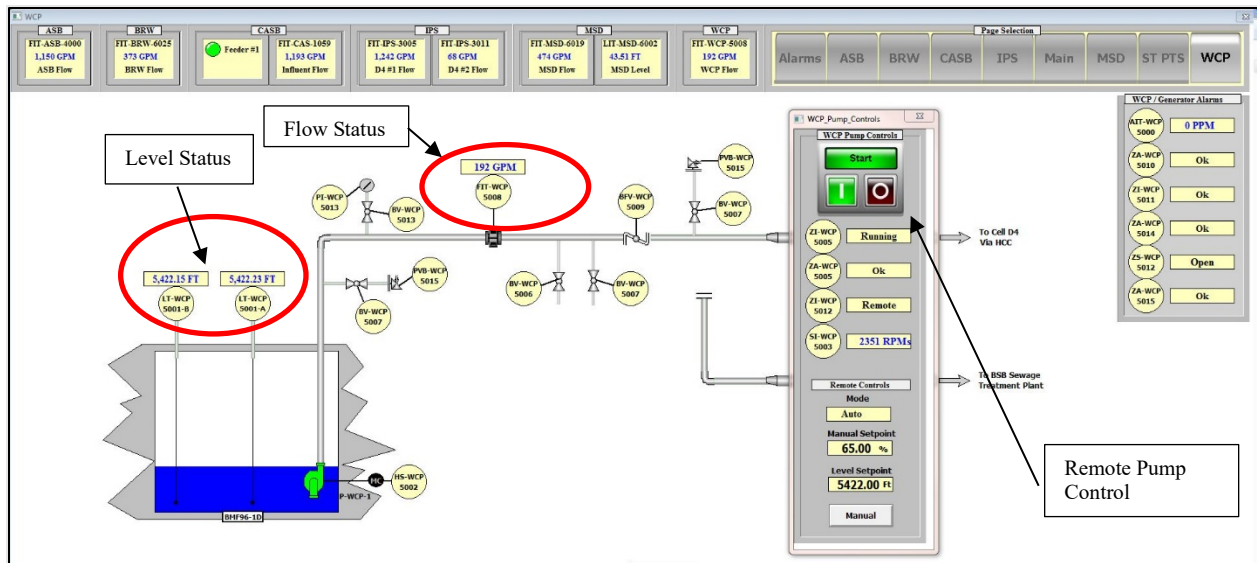 WCP
ASB
FIT-ASB-4000
1,150 GPM
ASB Flow
BRW
FIT-BRW-6025
373 GPM
BRW Flow
CASB
Feeder #1
FIT-CAS-1059
1,193 GPM
Influent Flow
IPS
FIT-IPS-3005
1,242 GPM
D4 #1 Flow
FIT-IPS-3011
68 GPM
D4 #2 Flow
MSD
FIT-MSD-6019
474 GPM
MSD Flow
LIT-MSD-6002
43.51 FT
MSD Level
WCP
FIT-WCP-5008
192 GPM
WCP Flow
Page Selection
Alarms
ASB
BRW
CASB
IPS
Main
MSD
ST PTS
WCP
Level Status
Flow Status
5,422.15 FT
LT-WCP
5001-B
5,422.23 FT
LT-WCP
5001-A
PI-WCP
5013
BV-WCP
5013
192 GPM
FIT-WCP
5008
BFV-WCP
5009
PVB-WCP
5015
BV-WCP
5007
BV-WCP
5007
PVB-WCP
5015
BV-WCP
5006
BV-WCP
5007
HC
HS-WCP
5002
P-WCP-1
BMF96-1D
WCP_Pump_Controls
WCP Pump Controls
Start
I
O
ZI-WCP
5005
Running
ZA-WCP
5005
Ok
ZI-WCP
5012
Remote
SI-WCP
5003
2351 RPMs
Remote Controls
Mode
Auto
Manual Setpoint
65.00 %
Level Setpoint
5422.00 Ft
Manual
To Cell D4
Via HCC
To BSB Sewage
Treatment Plant
Remote Pump
Control
WCP / Generator Alarms
AIT-WCP
5000
0 PPM
ZA-WCP
5010
Ok
ZI-WCP
5011
Ok
ZA-WCP
5014
Ok
ZS-WCP
5012
Open
ZA-WCP
5015
Ok